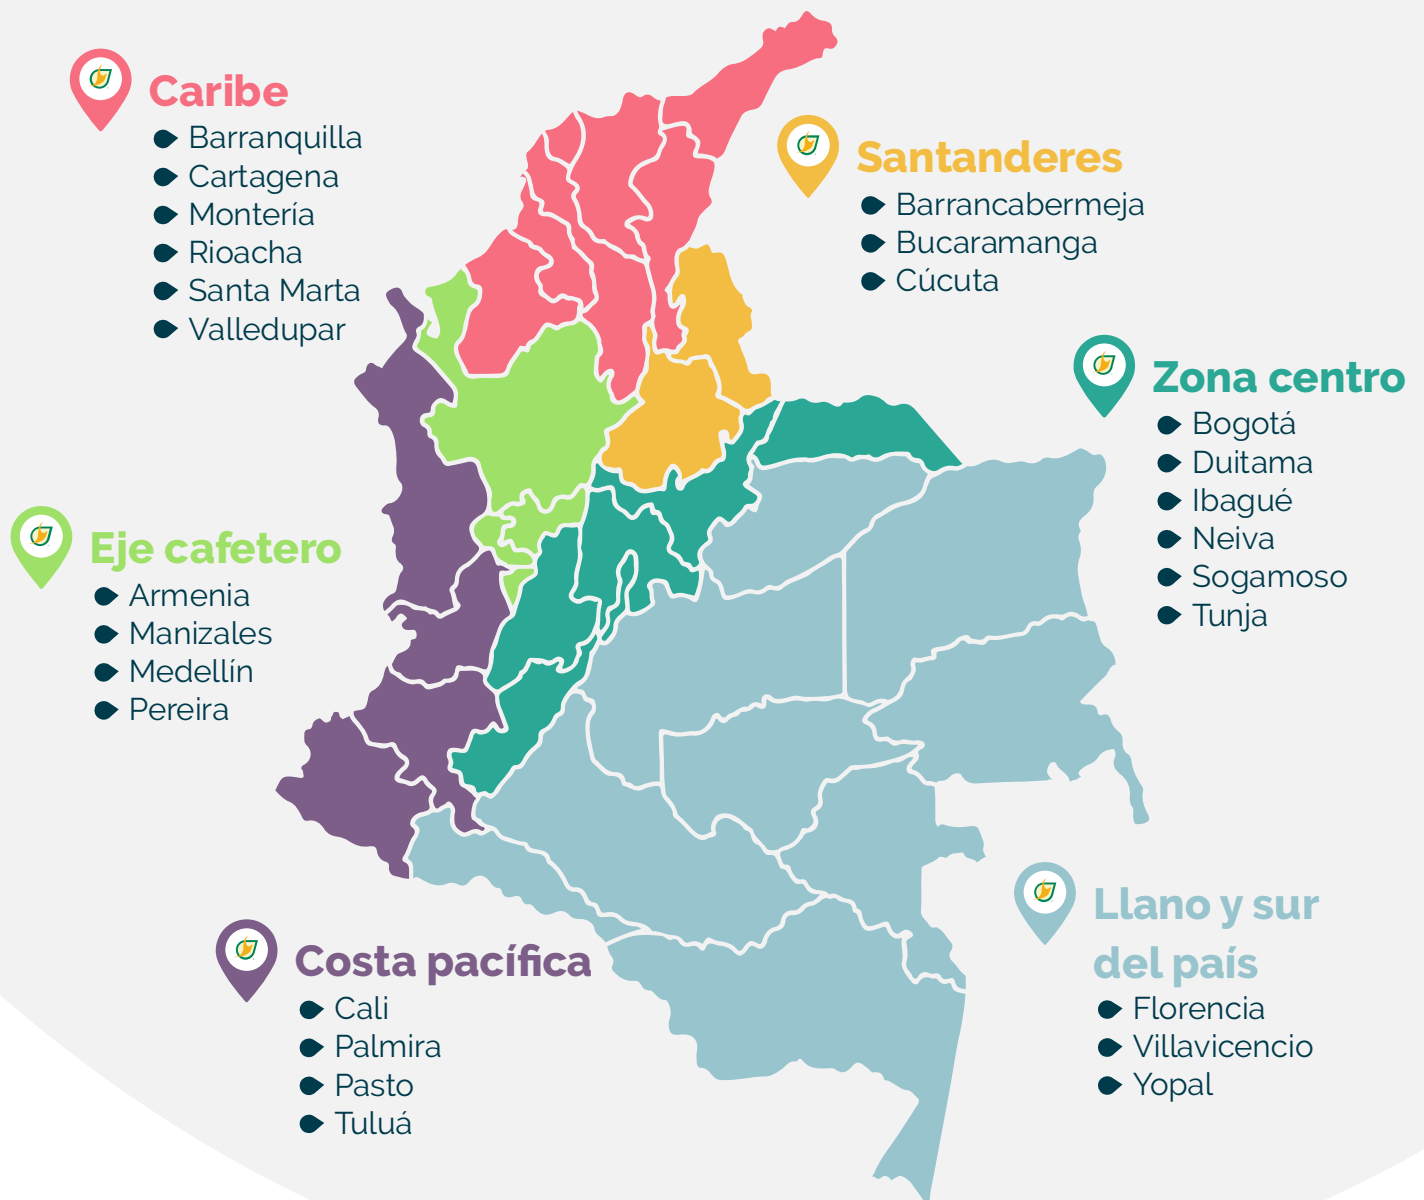 Caribe
Barranquilla
Cartagena
Montería
Rioacha
Santa Marta
Valledupar
Santanderes
Barrancabermeja
Bucaramanga
Cúcuta
Zona centro
Bogotá
Duitama
Ibagué
Neiva
Sogamoso
Tunja
Eje cafetero
Armenia
Manizales
Medellín
Pereira
Costa pacífica
Cali
Palmira
Pasto
Tuluá
Llano y sur
del país
Florencia
Villavicencio
Yopal